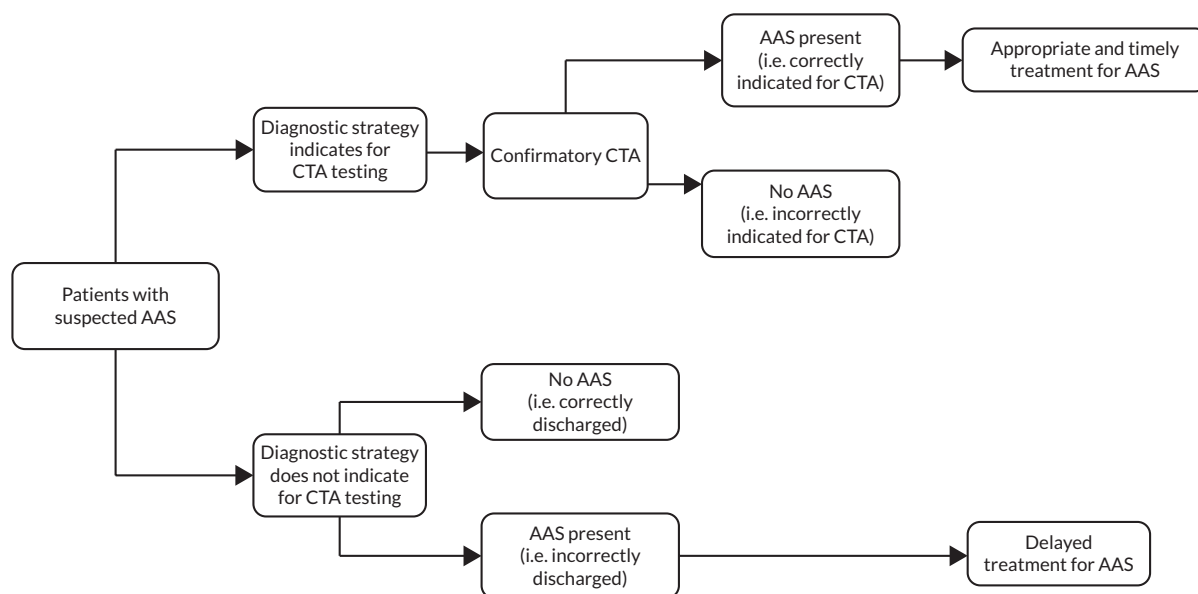 AAS present
(i.e. correctly
indicated for CTA)
Appropriate and timely
treatment for AAS
Diagnostic strategy
indicates for
CTA testing
Confirmatory CTA
No AAS
(i.e. incorrectly
indicated for CTA)
Patients with
suspected AAS
No AAS
(i.e. correctly
discharged)
Diagnostic strategy
does not indicate
for CTA testing
AAS present
(i.e. incorrectly
discharged)
Delayed
treatment for AAS